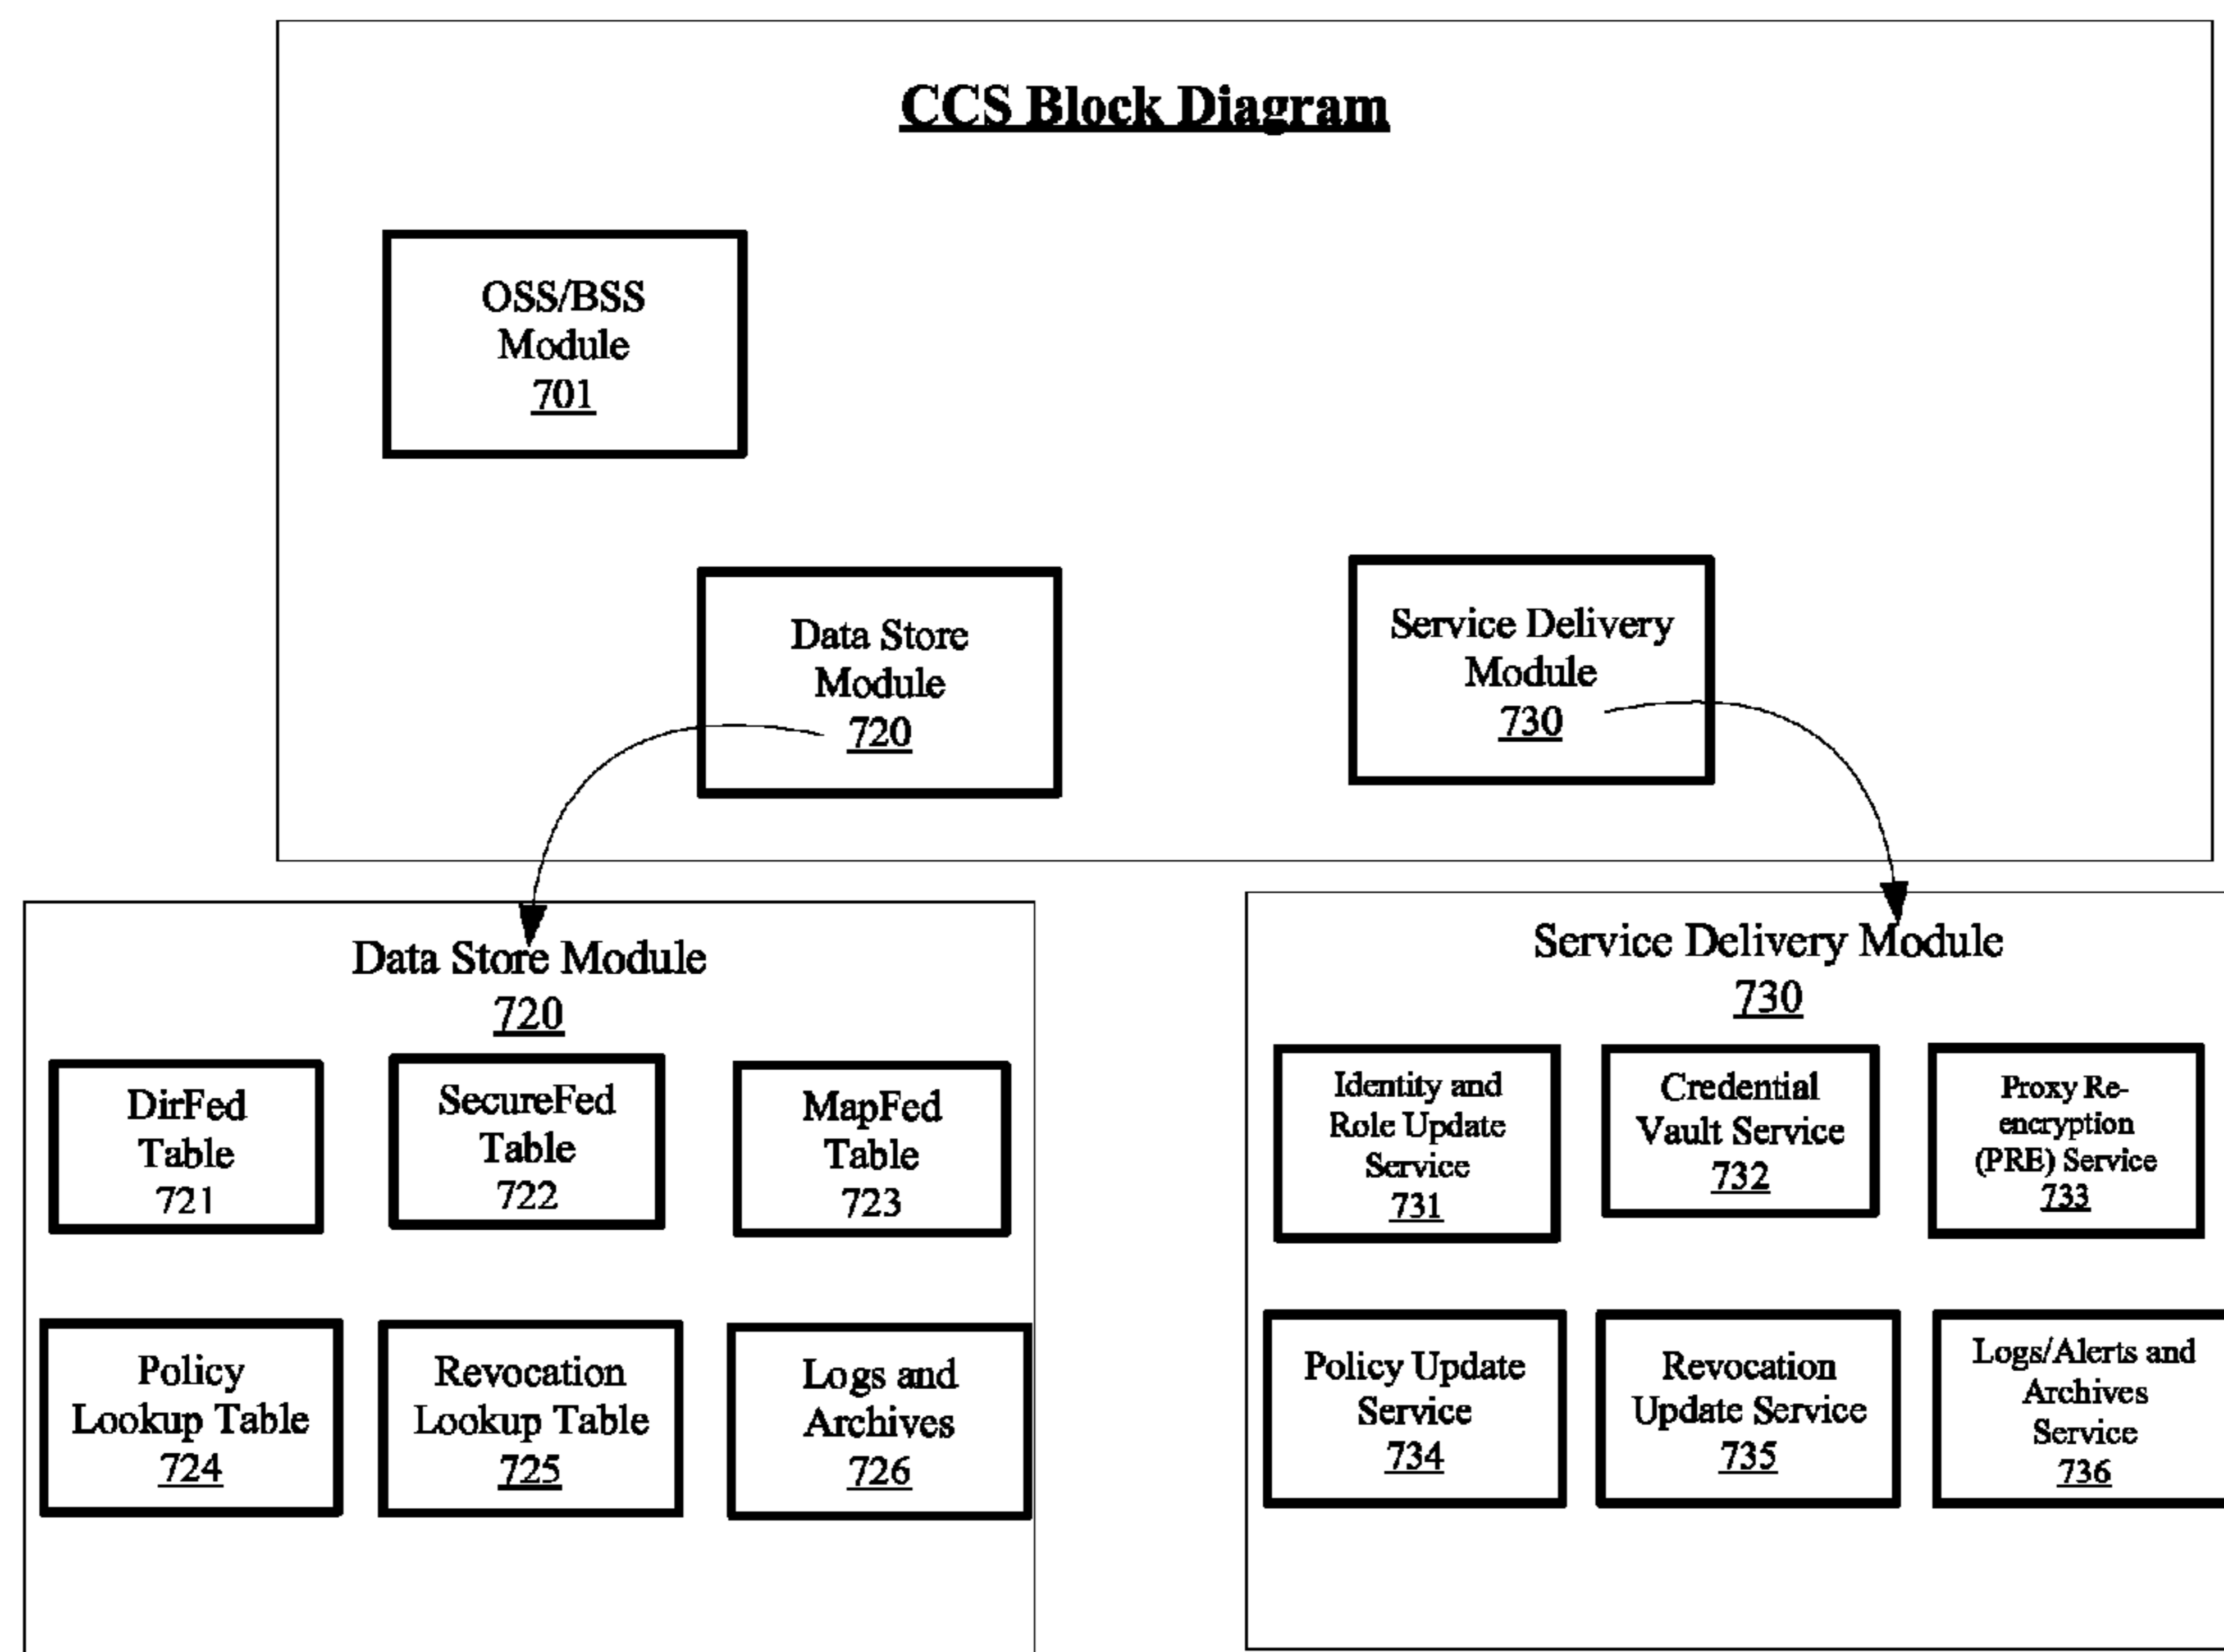 CCS Block Diagram
OSS/BSS
Module
701
Data Store
Module
720
Service Delivery
Module
730
Data Store Module
720
DirFed
Table
721
SecureFed
Table
722
MapFed
Table
723
Policy
Lookup Table
724
Revocation
Lookup Table
725
Logs and
Archives
726
Service Delivery Module
730
Identity and
Role Update
Service
731
Credential
Vault Service
732
Proxy Re-
encryption
(PRE) Service
733
Policy Update
Service
734
Revocation
Update Service
735
Logs/Alerts and
Archives
Service
736